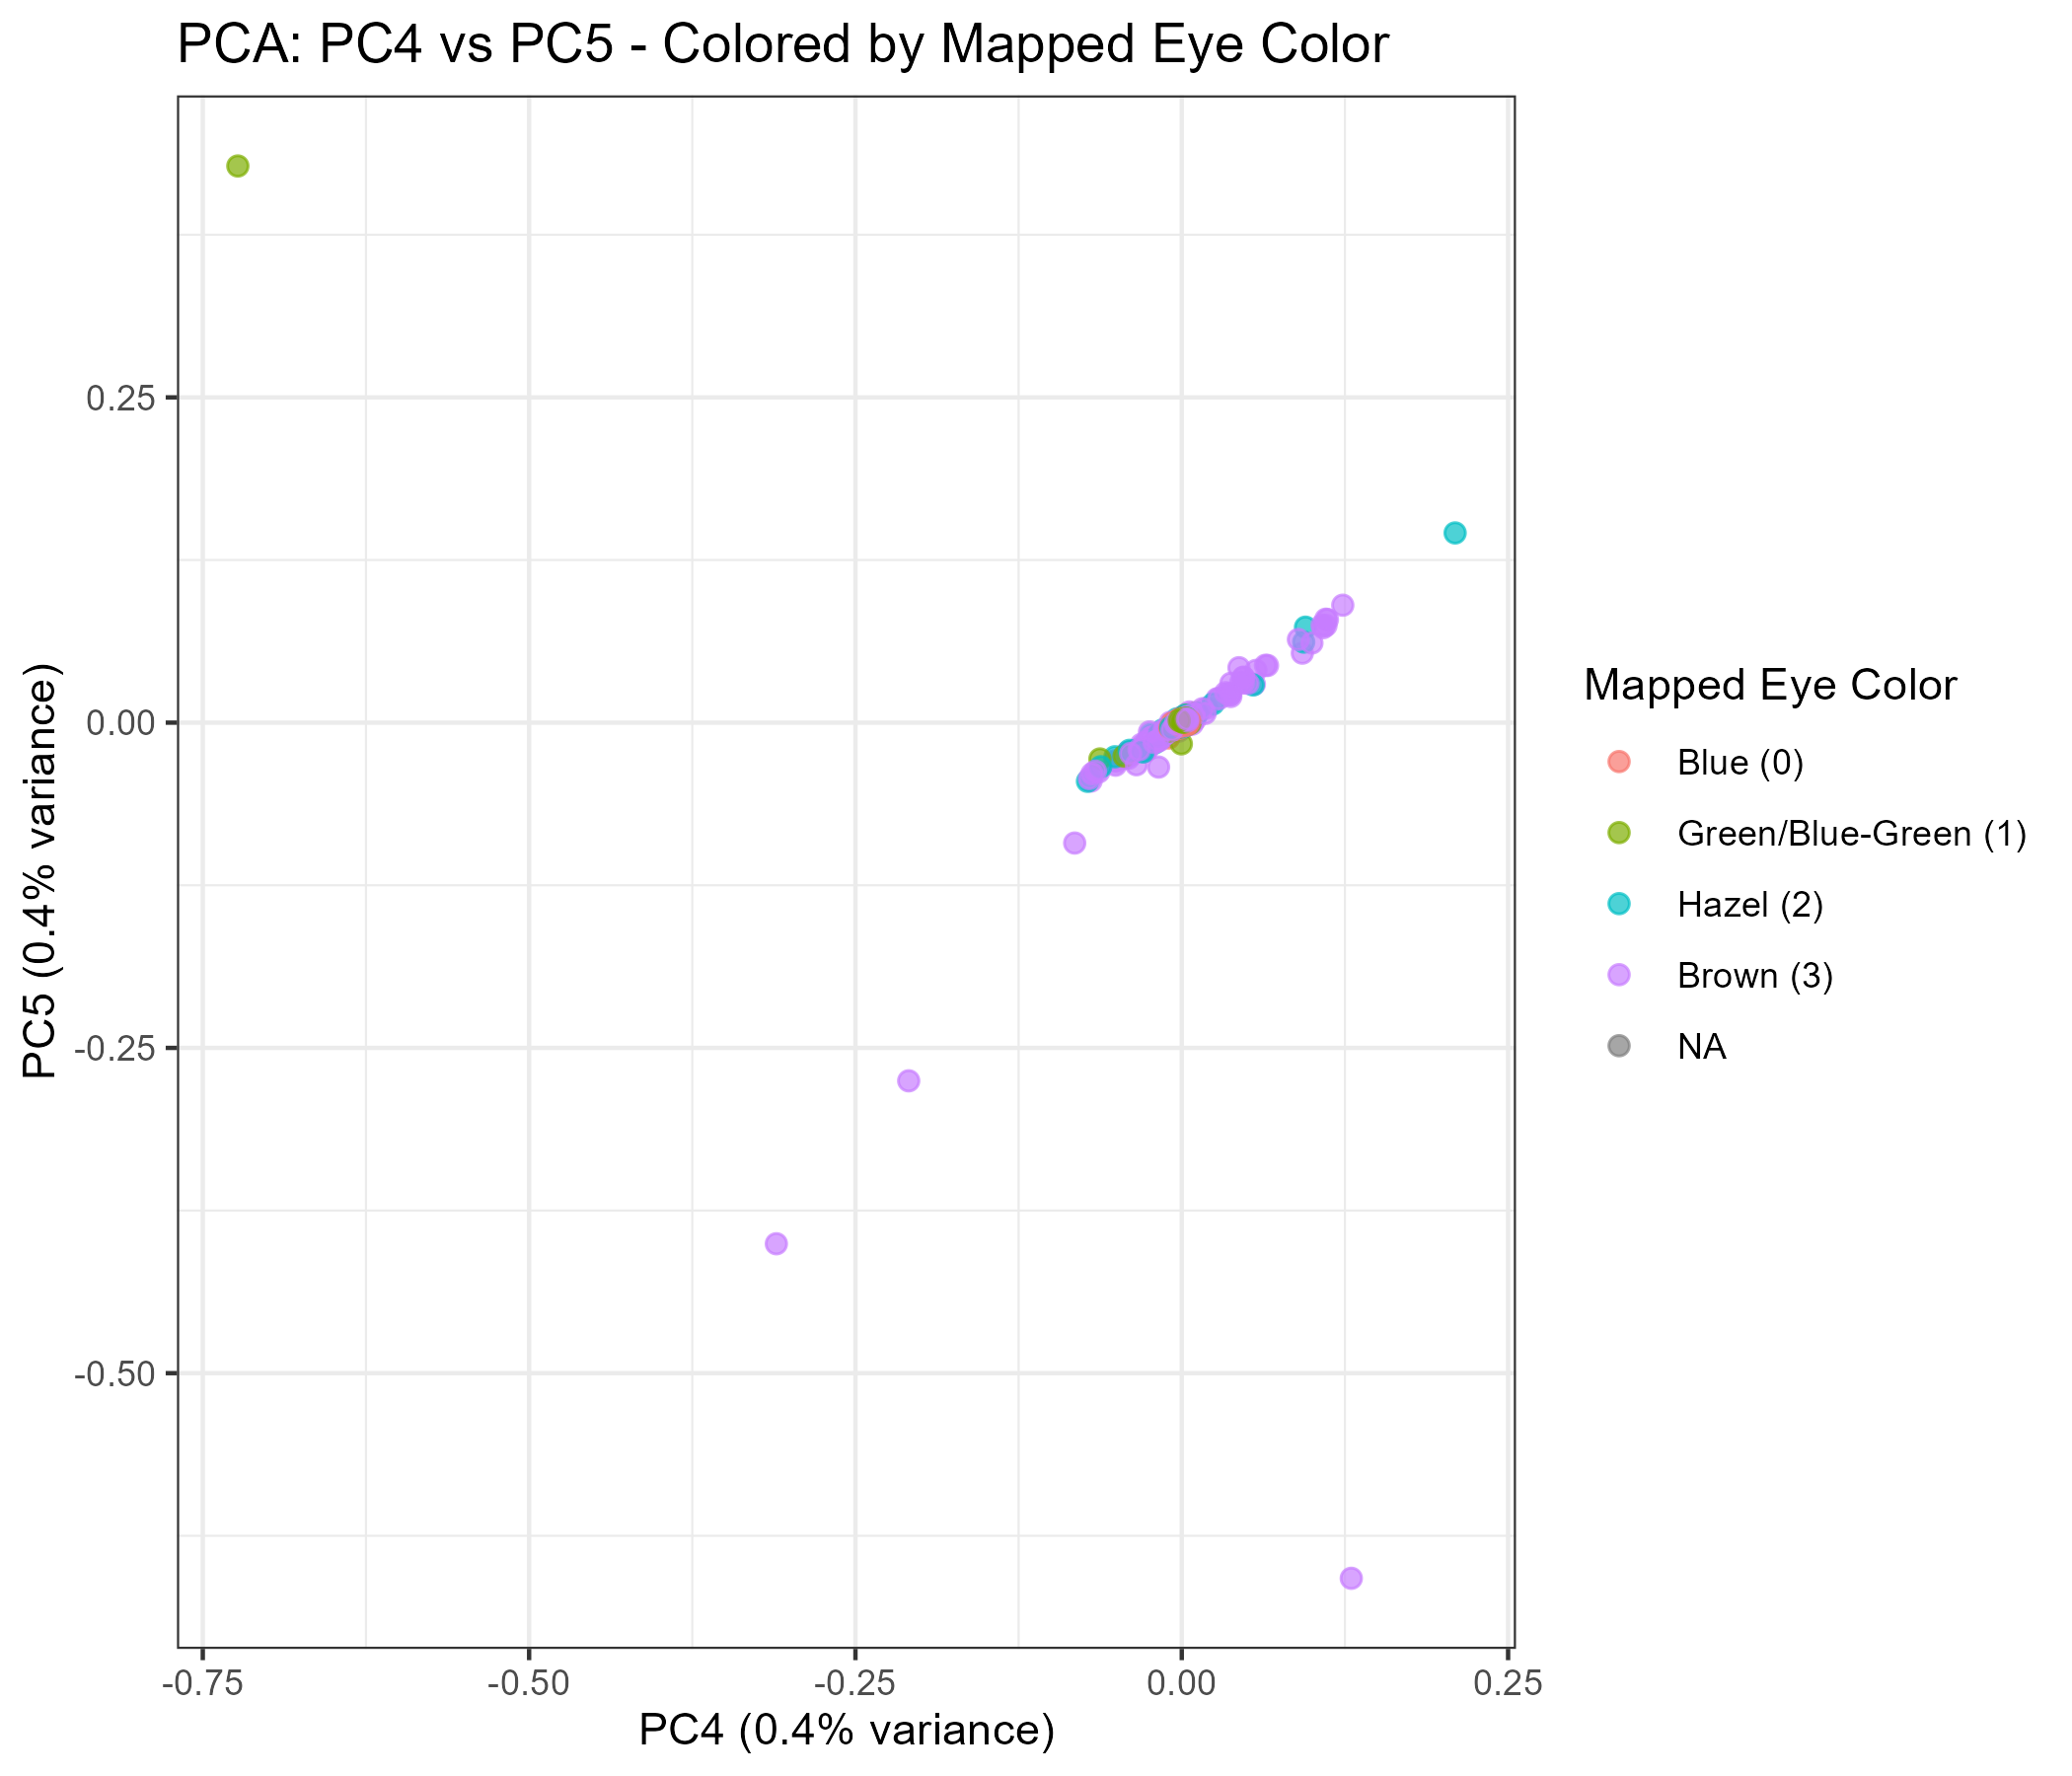 PCA: PC4 vs PC5 - Colored by Mapped Eye Color
0.25
0.00
-0.25
-0.50
PC5 (0.4% variance)
-0.75
-0.50
-0.25
0.00
0.25
PC4 (0.4% variance)
Mapped Eye Color
Blue (0)
Green/Blue-Green (1)
Hazel (2)
Brown (3)
NA